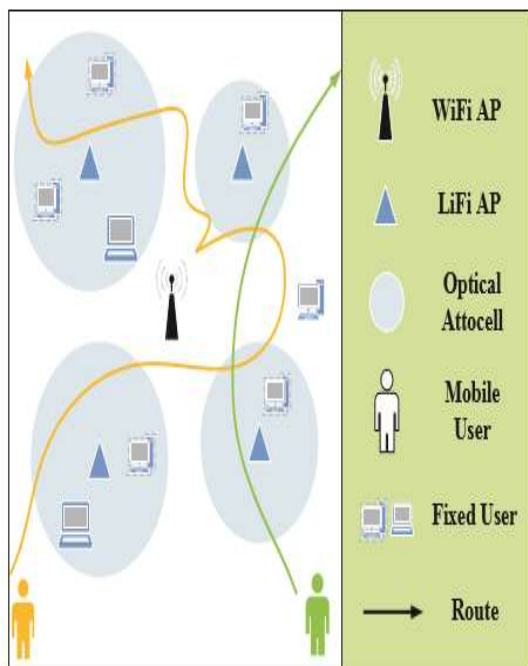 WiFi AP
LiFi AP
Optical
Attocell
Mobile
User
Fixed User
Route